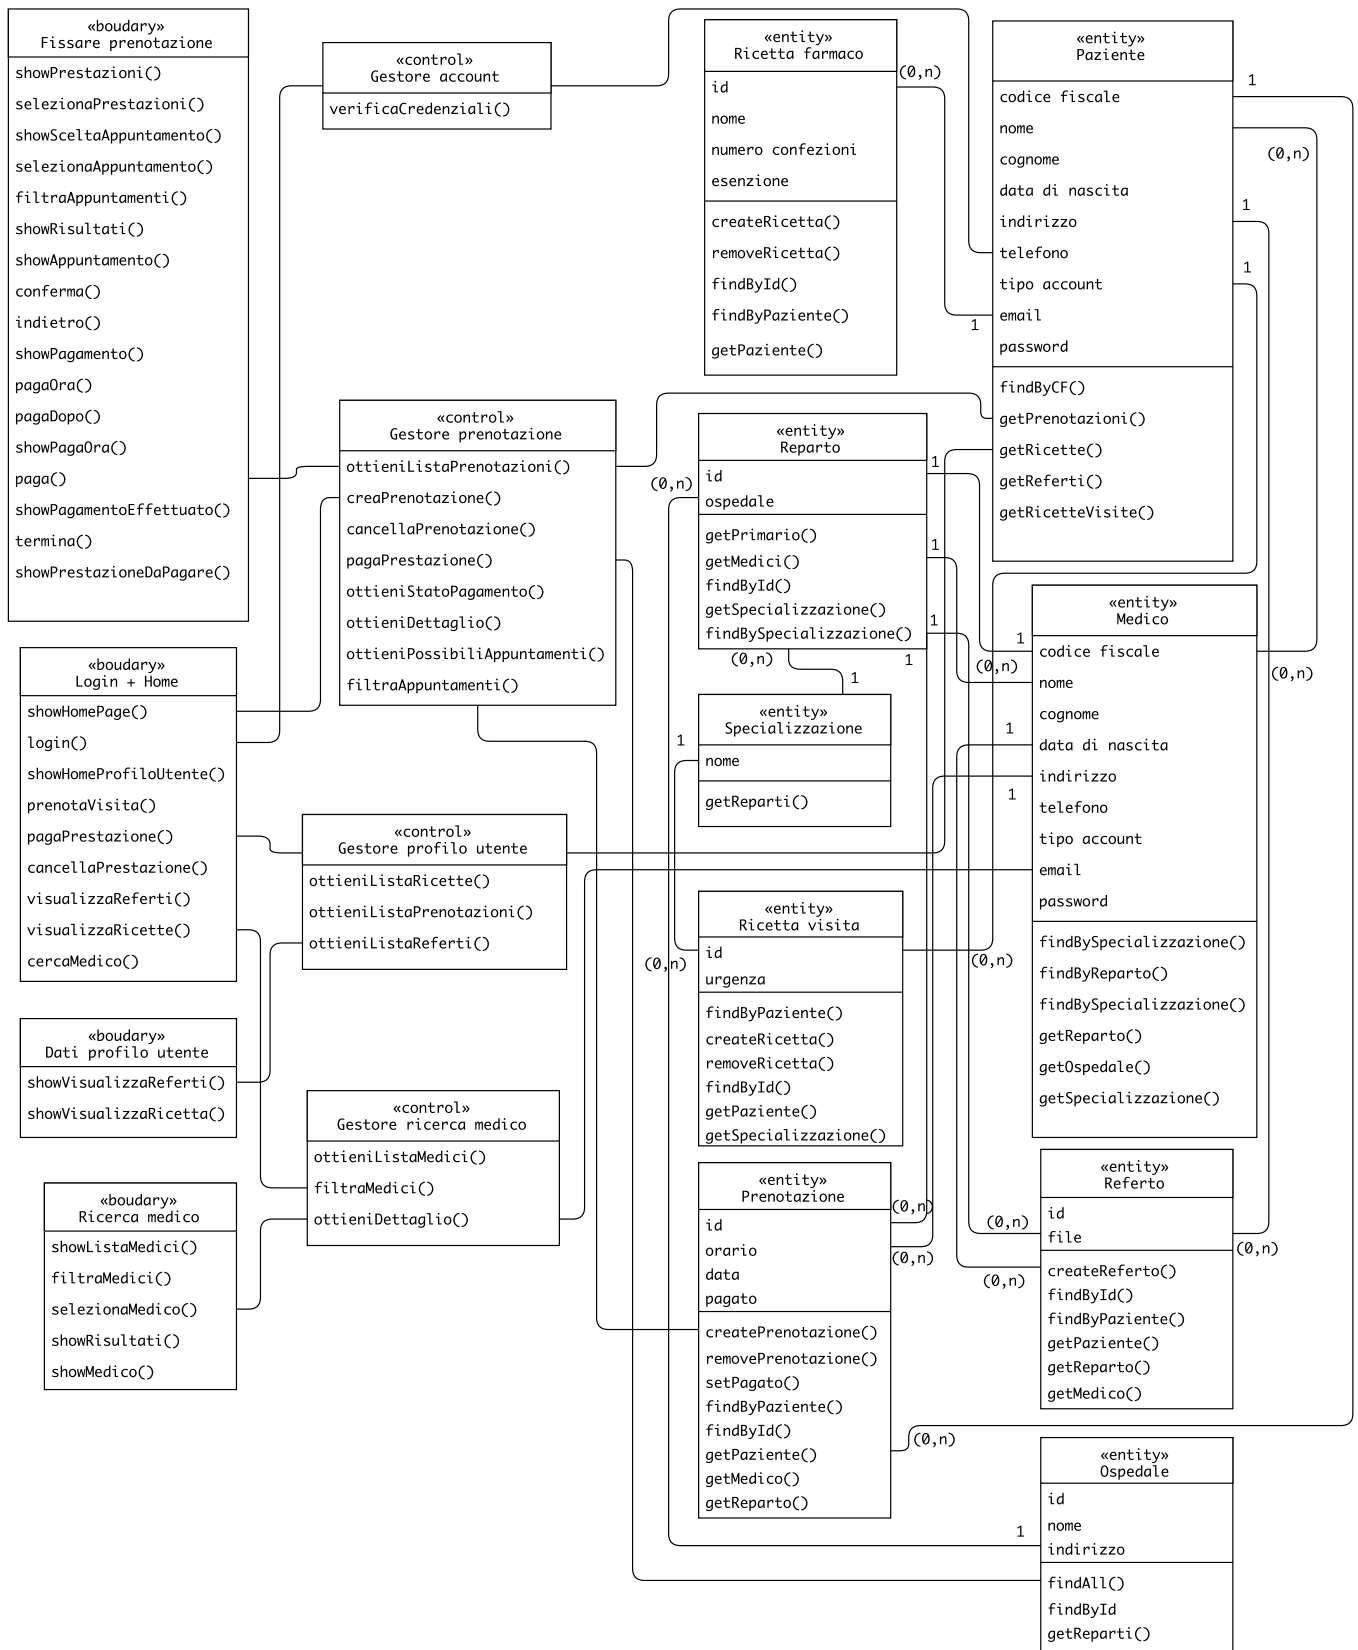 «boudary»
Fissare prenotazione
showPrestazioni()
selezionaPrestazioni()
showSceltaAppuntamento()
selezionaAppuntamento()
filtraAppuntamenti()
showRisultati()
showAppuntamento()
conferma()
indietro()
showPagamento()
pagaOra()
pagaDopo()
showPagaOra()
paga()
showPagamentoEffettuato()
termina()
showPrestazioneDaPagare()
«boudary»
Login + Home
showHomePage()
login()
showHomeProfiloUtente()
prenotaVisita()
pagaPrestazione()
cancellaPrestazione()
visualizzaReferti()
visualizzaRicette()
cercaMedico()
«boudary»
Dati profilo utente
showVisualizzaReferti()
showVisualizzaRicetta()
«boudary»
Ricerca medico
showListaMedici()
filtraMedici()
selezionaMedico()
showRisultati()
showMedico()
«control»
Gestore account
verificaCredenziali()
«control»
Gestore prenotazione
ottieniListaPrenotazioni()
creaPrenotazione()
cancellaPrenotazione()
pagaPrestazione()
ottieniStatoPagamento()
ottieniDettaglio()
ottieniPossibiliAppuntamenti()
filtraAppuntamenti()
«control»
Gestore profilo utente
ottieniListaRicette()
ottieniListaPrenotazioni()
ottieniListaReferti()
«control»
Gestore ricerca medico
ottieniListaMedici()
filtraMedici()
ottieniDettaglio()
«entity»
Ricetta farmaco
id
nome
numero confezioni
esenzione
createRicetta()
removeRicetta()
findById()
findByPaziente()
getPaziente()
(0,n)
1
«entity»
Reparto
id
ospedale
getPrimario()
getMedici()
findById()
getSpecializzazione()
findBySpecializzazione()
(0,n)
1
1
1
1
(0,n)
1
«entity»
Specializzazione
nome
getReparti()
1
(0,n)
«entity»
Ricetta visita
id
urgenza
findByPaziente()
createRicetta()
removeRicetta()
findById()
getPaziente()
getSpecializzazione()
(0,n)
«entity»
Prenotazione
id
orario
data
pagato
createPrenotazione()
removePrenotazione()
setPagato()
findByPaziente()
findById()
getPaziente()
getMedico()
getReparto()
(0,n)
(0,n)
(0,n)
«entity»
Paziente
codice fiscale
nome
cognome
data di nascita
indirizzo
telefono
tipo account
email
password
findByCF()
getPrenotazioni()
getRicette()
getReferti()
getRicetteVisite()
1
(0,n)
1
1
«entity»
Medico
codice fiscale
nome
cognome
data di nascita
indirizzo
telefono
tipo account
email
password
findBySpecializzazione()
findByReparto()
findBySpecializzazione()
getReparto()
getOspedale()
getSpecializzazione()
1
(0,n)
(0,n)
1
1
«entity»
Referto
id
file
createReferto()
findById()
findByPaziente()
getPaziente()
getReparto()
getMedico()
(0,n)
(0,n)
(0,n)
«entity»
Ospedale
id
nome
indirizzo
findAll()
findById
getReparti()
1